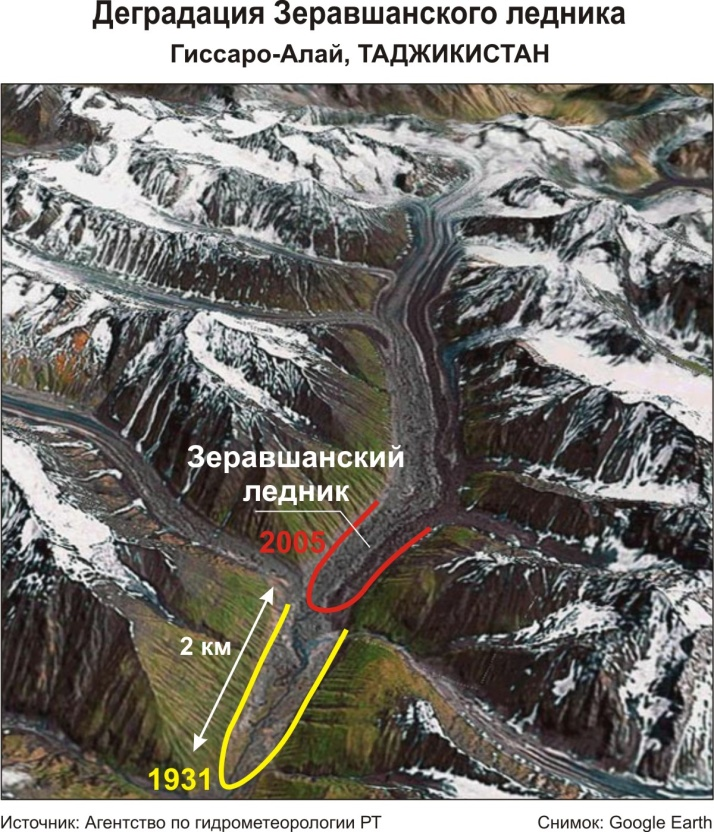 Деградация Зеравшанского ледника
Гиссаро-Алай, ТАДЖИКИСТАН
Зеравшанский
ледник
2005
2 км
1931
Источник: Агентство по гидрометеорологии РТ
Снимок: Google Earth